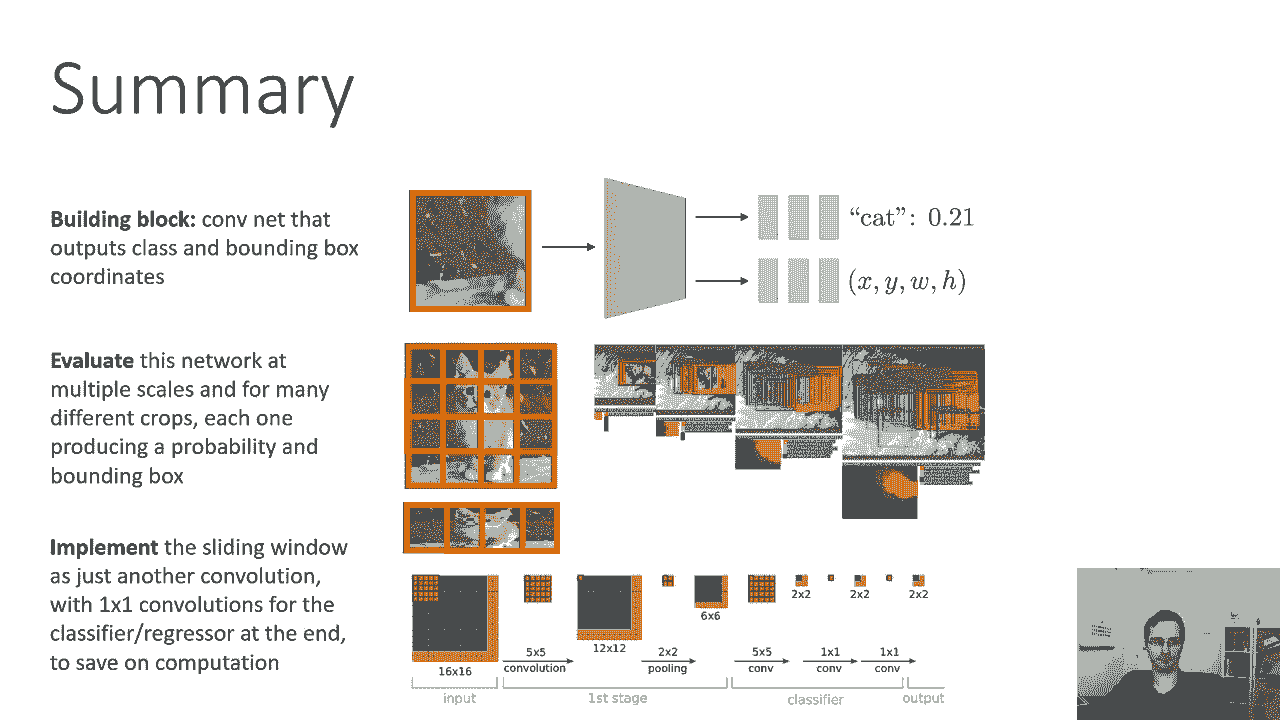 Summary
Building block: conv net that
outputs class and bounding box
coordinates
“cat”: 0.21
(x, y, w, h)
Evaluate this network at
multiple scales and for many
different crops, each one
producing a probability and
bounding box
Implement the sliding window
as just another convolution,
with 1x1 convolutions for the
classifier/regressor at the end,
to save on computation
16x16
5x5
convolution
12x12
2x2
pooling
6x6
5x5
conv
2x2
1x1
conv
2x2
1x1
conv
2x2
input
1st stage
classifier
output